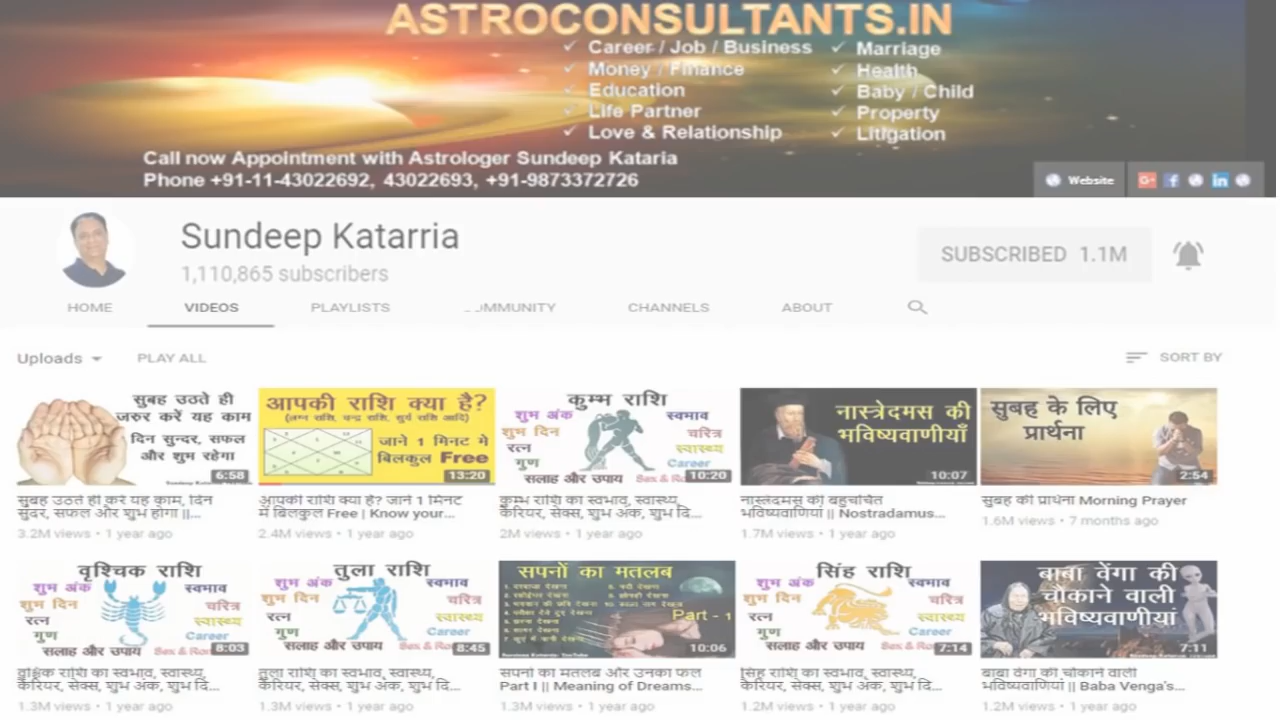 ASTROCONSULTANTS.IN
✓ Career / Job / Business ✓ Marriage
✓ Money / Finance ✓ Health
✓ Education ✓ Baby / Child
✓ Life Partner ✓ Property
✓ Love & Relationship ✓ Litigation
Call now Appointment with Astrologer Sundeep Kataria
Phone +91-11-43022692, 43022693, +91-9873372726
Website
Sundeep Katarria
1,110,865 subscribers
SUBSCRIBED 1.1M
HOME VIDEOS PLAYLISTS MMUNITY CHANNELS ABOUT
Uploads PLAY ALL SORT BY
सुबह उठते ही
जरुर करें यह काम
दिन सुन्दर, सफल
और शुभ रहेगा
6:58
सुबह उठते ही करें यह काम, दिन
सुंदर, सफल और शुभ होगा ||...
3.2M views • 1 year ago
आपकी राशि क्या है?
(लग्न राशि, चन्द्र राशि, सुर्य राशि आदि)
जाने 1 मिनट मे
बिलकुल Free
13:20
आपकी राशि क्या है? जाने 1 मिनट
में बिलकुल Free | Know your...
2.4M views • 1 year ago
कुम्भ राशि
शुभ अंक स्वभाव
शुभ दिन चरित्र
रत्न स्वास्थ्य
गुण Career
सलाह और उपाय Sex & Ro
10:20
कुम्भ राशि का स्वभाव, स्वास्थ्य,
कैरियर, सेक्स, शुभ अंक, शुभ दि...
2M views • 1 year ago
नास्त्रेदमस की
भविष्यवाणीयाँ
10:07
नास्त्रेदमस की बहुचर्चित
भविष्यवाणियां || Nostradamus...
1.7M views • 1 year ago
सुबह के लिए
प्रार्थना
2:54
सुबह की प्रार्थना Morning Prayer
1.6M views • 7 months ago
वृश्चिक राशि
शुभ अंक स्वभाव
शुभ दिन चरित्र
रत्न स्वास्थ्य
गुण Career
सलाह और उपाय Sex & Ro
8:03
वृश्चिक राशि का स्वभाव, स्वास्थ्य,
कैरियर, सेक्स, शुभ अंक, शुभ दि...
1.3M views • 1 year ago
तुला राशि
शुभ अंक स्वभाव
शुभ दिन चरित्र
रत्न स्वास्थ्य
गुण Career
सलाह और उपाय Sex & Ro
8:45
तुला राशि का स्वभाव, स्वास्थ्य,
कैरियर, सेक्स, शुभ अंक, शुभ दि...
1.3M views • 1 year ago
सपनों का मतलब
Part - 1
10:06
सपनों का मतलब और उनका फल
Part I || Meaning of Dreams...
1.3M views • 1 year ago
सिंह राशि
शुभ अंक स्वभाव
शुभ दिन चरित्र
रत्न स्वास्थ्य
गुण Career
सलाह और उपाय Sex & Ro
7:14
सिंह राशि का स्वभाव, स्वास्थ्य,
कैरियर, सेक्स, शुभ अंक, शुभ दि...
1.2M views • 1 year ago
बाबा वेंगा की
चौकाने वाली
भविष्यवाणीयां
7:11
बाबा वेंगा की चौकाने वाली
भविष्यवाणियां || Baba Venga's...
1.2M views • 1 year ago